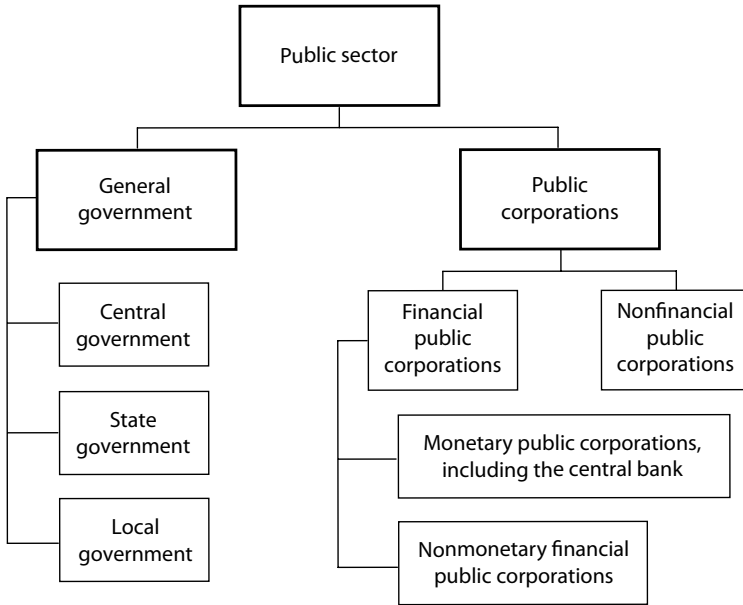 Public sector
General
government
Public
corporations
Central
government
State
government
Local
government
Financial
public
corporations
Nonfinancial
public
corporations
Monetary public corporations,
including the central bank
Nonmonetary financial
public corporations